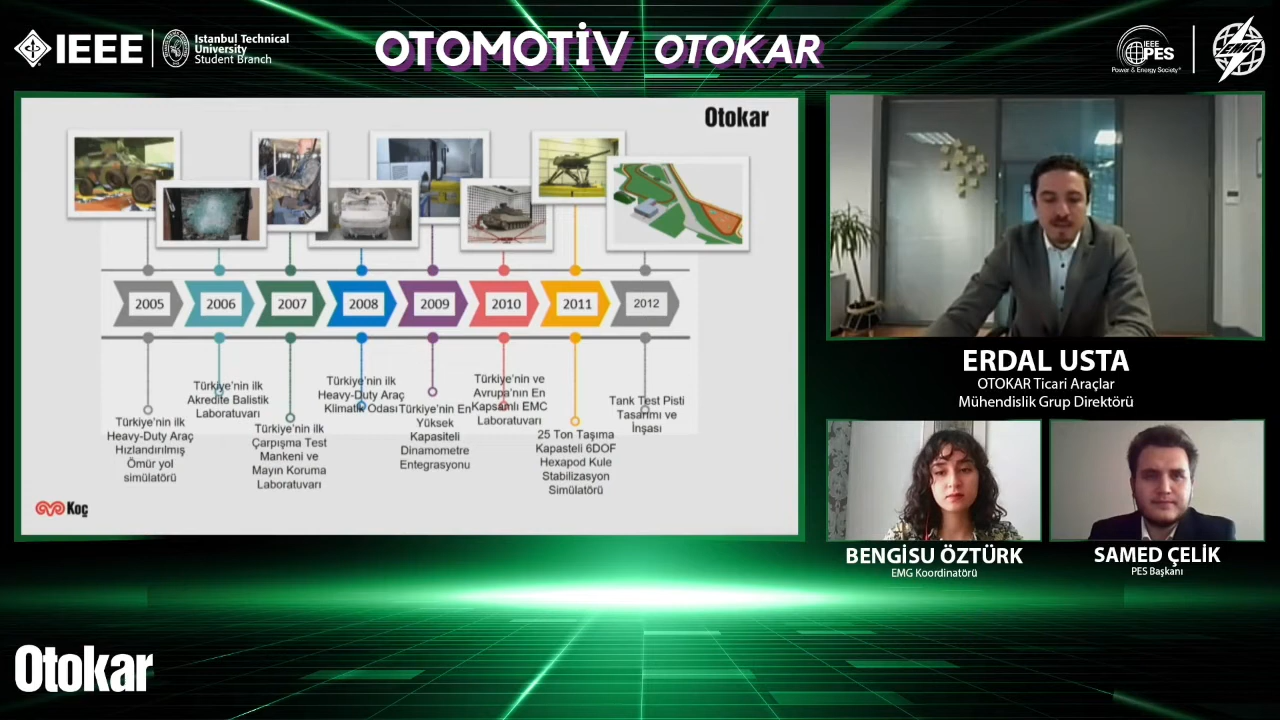 IEEE
Istanbul Technical
University
Student Branch
OTOMOTİV OTOKAR
IEEE
PES
Power & Energy Society®
EMG
Otokar
2005
2006
2007
2008
2009
2010
2011
2012
Türkiye'nin ilk
Heavy-Duty Araç
Hızlandırılmış
Ömür yol
simülatörü
Türkiye'nin ilk
Akredite Balistik
Laboratuvarı
Türkiye'nin ilk
Çarpışma Test
Mankeni ve
Mayın Koruma
Laboratuvarı
Türkiye'nin ilk
Heavy-Duty Araç
Klimatik Odası
Türkiye'nin En
Yüksek
Kapasiteli
Dinamometre
Entegrasyonu
Türkiye'nin ve
Avrupa'nın En
Kapsamlı EMC
Laboratuvarı
25 Ton Taşıma
Kapasteli 6DOF
Hexapod Kule
Stabilizasyon
Simülatörü
Tank Test Pisti
Tasarımı ve
İnşası
Koç
ERDAL USTA
OTOKAR Ticari Araçlar
Mühendislik Grup Direktörü
BENGİSU ÖZTÜRK
EMG Koordinatörü
SAMED ÇELİK
PES Başkanı
Otokar